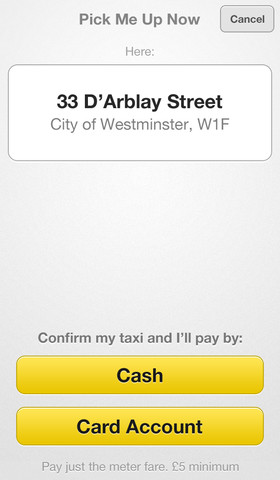 Pick Me Up Now
Cancel
Here:
33 D’Arblay Street
City of Westminster, W1F
Confirm my taxi and I’ll pay by:
Cash
Card Account
Pay just the meter fare. £5 minimum